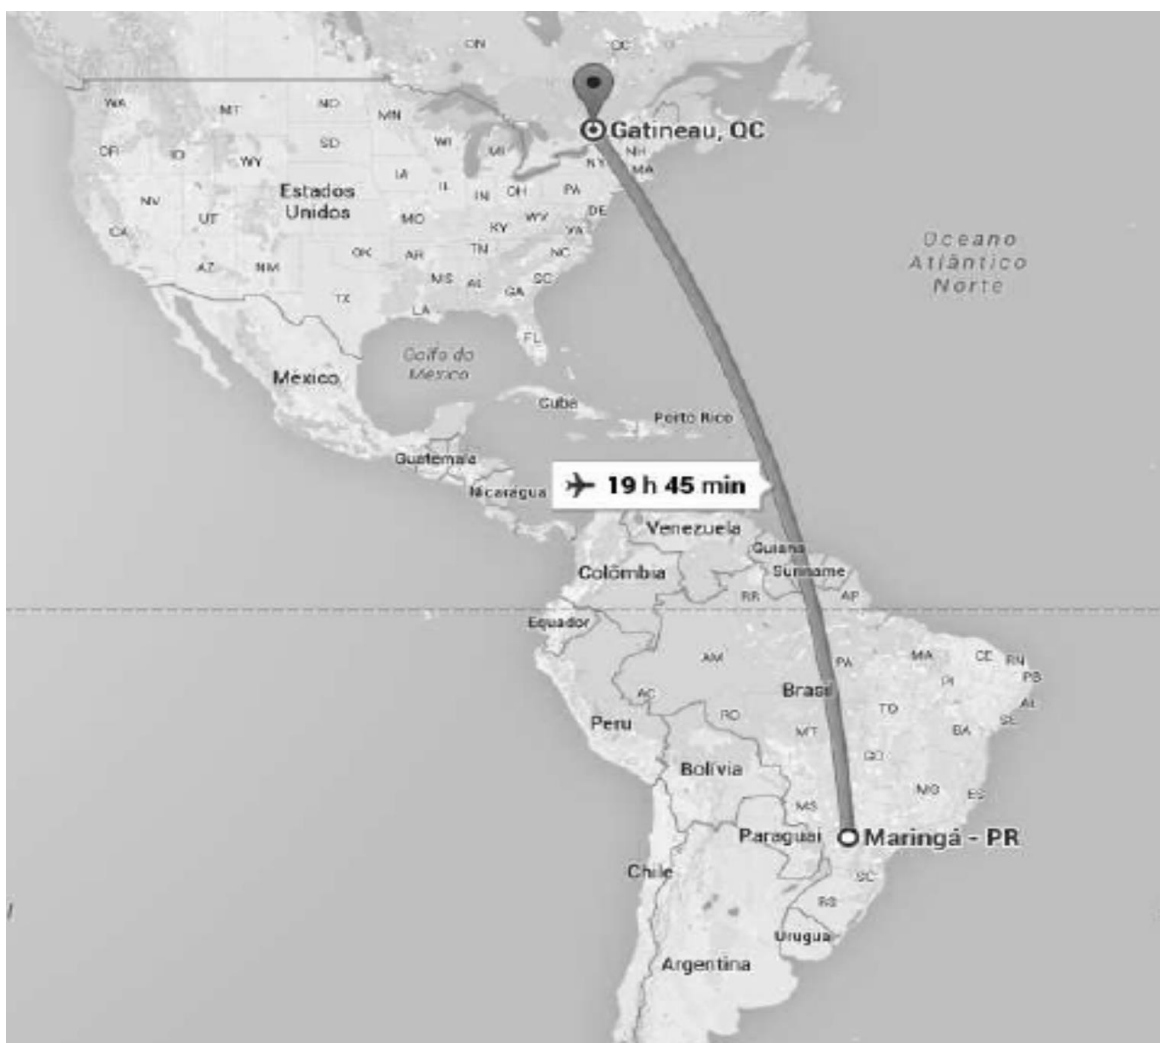 ON
QC
Gatineau, QC
WA
MT
ND
MN
OR
ID
WY
SD
WI
MI
NY
NH
MA
NV
UT
CA
AZ
NM
Estados
Unidos
IA
IL
IN
OH
PA
MO
KY
WV
VA
DE
OK
AR
TN
NC
MS
AL
GA
SC
TX
LA
FL
Oceano
Atlântico
Norte
Golfo do
México
México
Cuba
Porto Rico
Guatemala
Nicarágua
19 h 45 min
Venezuela
Guiana
Suriname
Colômbia
RR
AP
Equador
AM
PA
MA
CE
RN
PB
PI
AL
SE
Brasil
AC
RO
TO
BA
Peru
MT
GO
Bolívia
MG
ES
MS
Paraguai
Maringá - PR
Chile
SC
RS
Urugua
Argentina